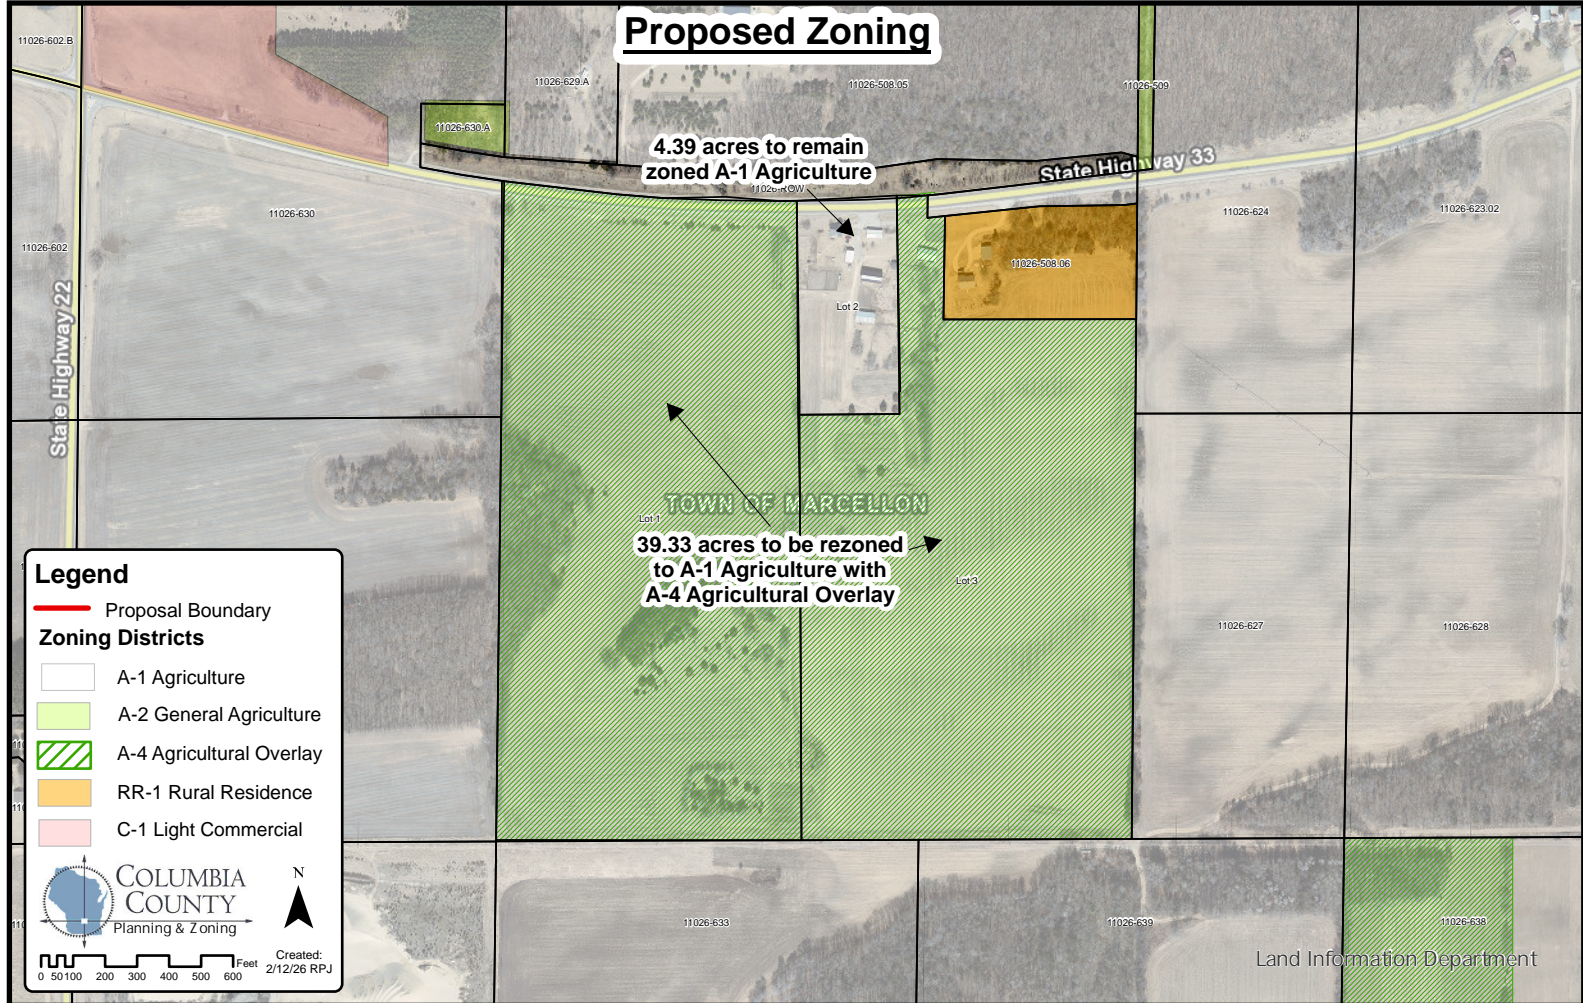 Proposed Zoning
11026-602.B
11026-629.A
11026-508.05
11026-509
11026-630.A
4.39 acres to remain
zoned A-1 Agriculture
11026-ROW
State Highway 33
11026-630
11026-624
11026-623.02
11026-602
11026-508.06
Lot 2
State Highway 22
TOWN OF MARCELLON
Lot 1
39.33 acres to be rezoned
to A-1 Agriculture with
A-4 Agricultural Overlay
Lot 3
11026-627
11026-628
Legend
Proposal Boundary
Zoning Districts
A-1 Agriculture
A-2 General Agriculture
A-4 Agricultural Overlay
RR-1 Rural Residence
C-1 Light Commercial
COLUMBIA
COUNTY
Planning & Zoning
N
Created:
2/12/26 RPJ
Feet
0 50 100 200 300 400 500 600
11026-633
11026-639
11026-638
Land Information Department